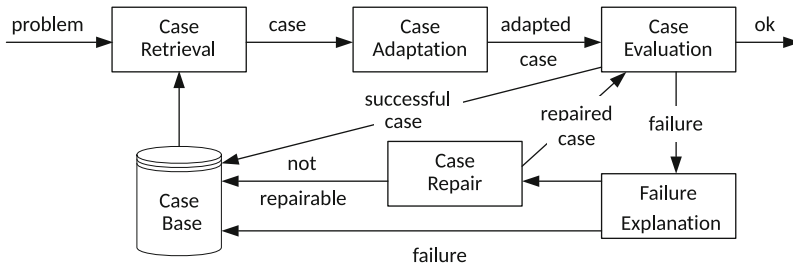 problem
Case
Retrieval
case
Case
Adaptation
adapted
case
Case
Evaluation
ok
successful
case
repaired
case
failure
Case
Base
not
repairable
Case
Repair
Failure
Explanation
failure